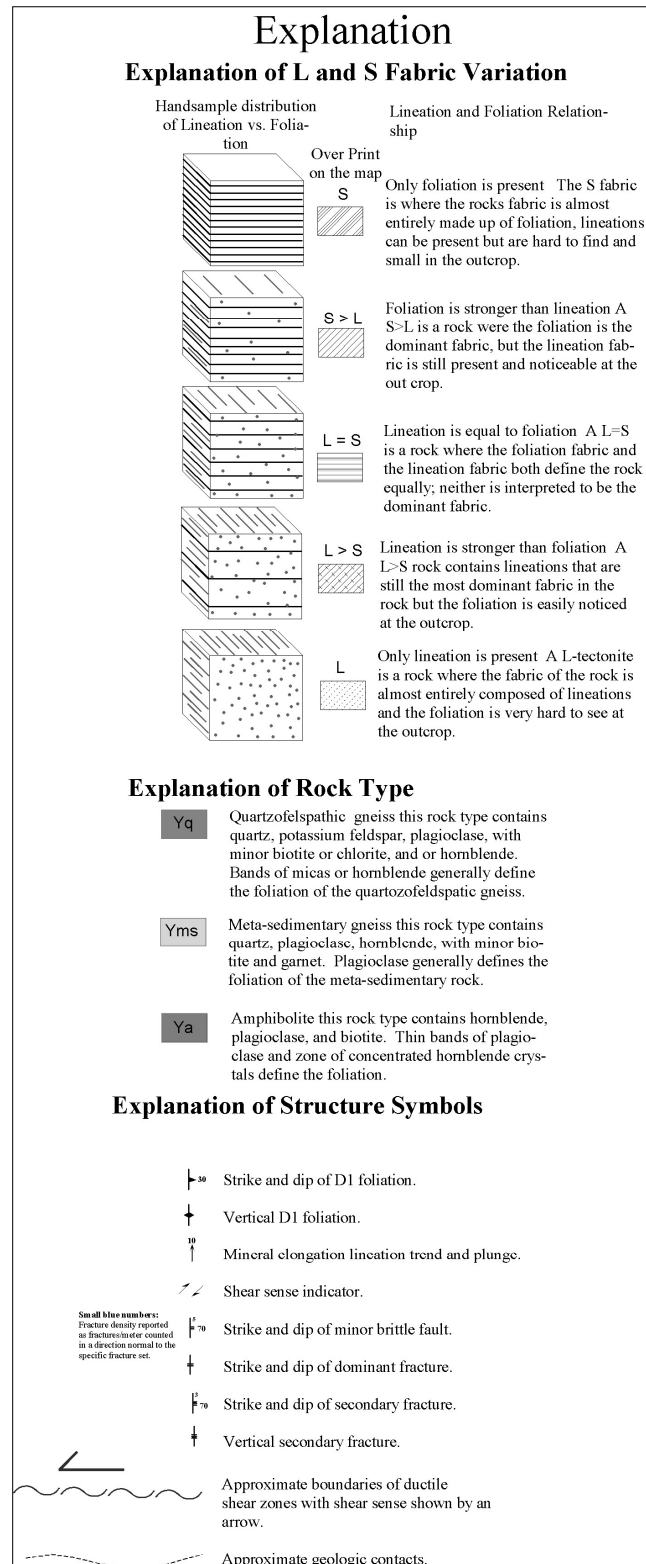 Explanation
Explanation of L and S Fabric Variation
Handsample distribution
of Lineation vs. Folia-
tion
Over Print
on the map
Lineation and Foliation Relation-
ship
S
Only foliation is present   The S fabric
is where the rocks fabric is almost
entirely made up of foliation, lineations
can be present but are hard to find and
small in the outcrop.
S > L
Foliation is stronger than lineation  A
S>L is a rock were the foliation is the
dominant fabric, but the lineation fab-
ric is still present and noticeable at the
out crop.
L = S
Lineation is equal to foliation  A L=S
is a rock where the foliation fabric and
the lineation fabric both define the rock
equally; neither is interpreted to be the
dominant fabric.
L > S
Lineation is stronger than foliation  A
L>S rock contains lineations that are
still the most dominant fabric in the
rock but the foliation is easily noticed
at the outcrop.
L
Only lineation is present  A L-tectonite
is a rock where the fabric of the rock is
almost entirely composed of lineations
and the foliation is very hard to see at
the outcrop.
Explanation of Rock Type
Yq
Quartzofelspathic  gneiss this rock type contains
quartz, potassium feldspar, plagioclase, with
minor biotite or chlorite, and or hornblende.
Bands of micas or hornblende generally define
the foliation of the quartozofeldspatic gneiss.
Yms
Meta-sedimentary gneiss this rock type contains
quartz, plagioclase, hornblende, with minor bio-
tite and garnet.  Plagioclase generally defines the
foliation of the meta-sedimentary rock.
Ya
Amphibolite this rock type contains hornblende,
plagioclase, and biotite.  Thin bands of plagio-
clase and zone of concentrated hornblende crys-
tals define the foliation.
Explanation of Structure Symbols
30
Strike and dip of D1 foliation.
Vertical D1 foliation.
10
Mineral elongation lineation trend and plunge.
Shear sense indicator.
Small blue numbers:
Fracture density reported
as fractures/meter counted
in a direction normal to the
specific fracture set.
5
70
Strike and dip of minor brittle fault.
Strike and dip of dominant fracture.
3
70
Strike and dip of secondary fracture.
Vertical secondary fracture.
Approximate boundaries of ductile
shear zones with shear sense shown by an
arrow.
Approximate geologic contacts.